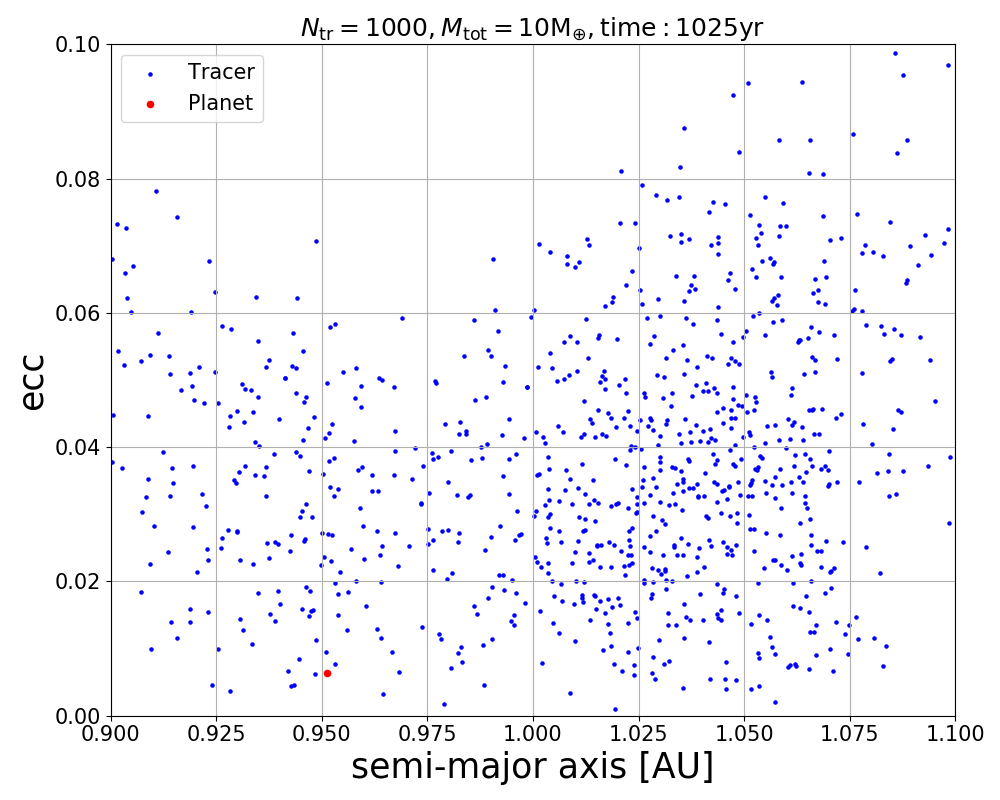 N_tr = 1000, M_tot = 10M_⊕, time : 1025yr
Tracer
Planet
ecc
0.10
0.08
0.06
0.04
0.02
0.00
0.900 0.925 0.950 0.975 1.000 1.025 1.050 1.075 1.100
semi-major axis [AU]